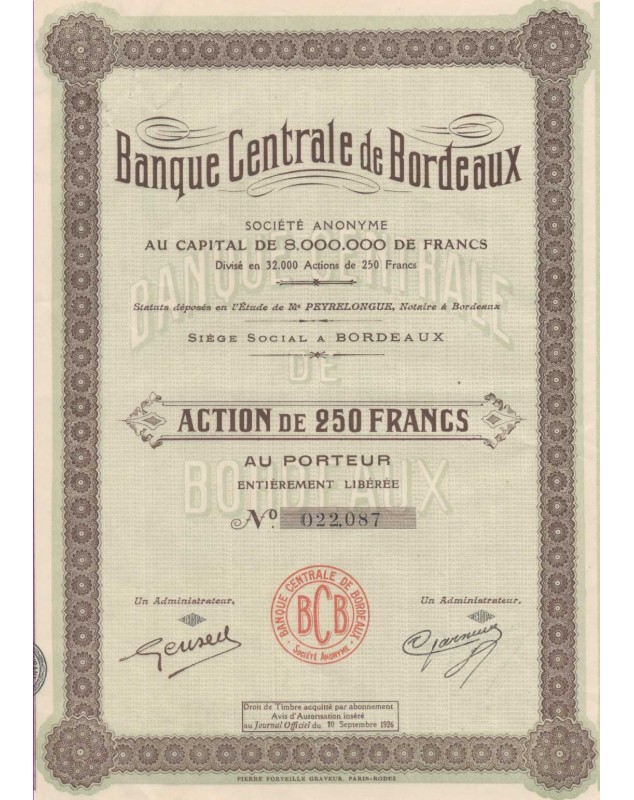 Banque Centrale de Bordeaux
SOCIÉTÉ ANONYME
AU CAPITAL DE 8.000.000 DE FRANCS
Divisé en 32.000 Actions de 250 Francs
Statuts déposés en l'Étude de Me PEYRELONGUE, Notaire à Bordeaux
SIÈGE SOCIAL A BORDEAUX
BANQUE CENTRALE
DE
BORDEAUX
ACTION DE 250 FRANCS
AU PORTEUR
ENTIÈREMENT LIBÉRÉE
No. 022,087
Un Administrateur,
Un Administrateur,
BANQUE CENTRALE DE BORDEAUX
BCB
SOCIÉTÉ ANONYME
Droit de Timbre acquitté par abonnement
Avis d'Autorisation inséré
au Journal Officiel du 10 Septembre 1926
PIERRE FORVEILLE GRAVEUR, PARIS-RODEZ